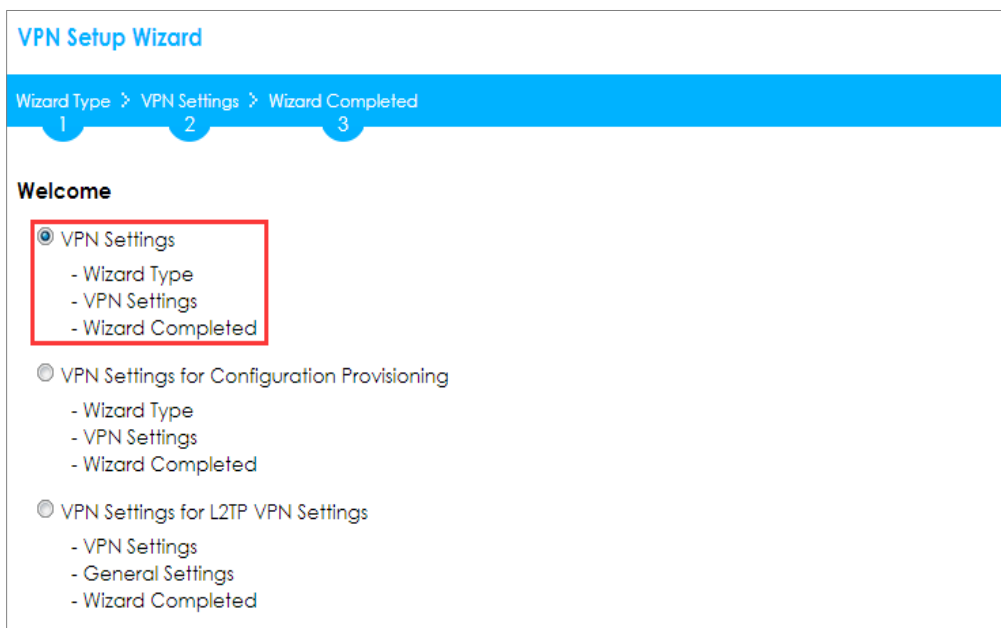 VPN Setup Wizard
Wizard Type > VPN Settings > Wizard Completed
1 2 3
Welcome
VPN Settings
- Wizard Type
- VPN Settings
- Wizard Completed
VPN Settings for Configuration Provisioning
- Wizard Type
- VPN Settings
- Wizard Completed
VPN Settings for L2TP VPN Settings
- VPN Settings
- General Settings
- Wizard Completed